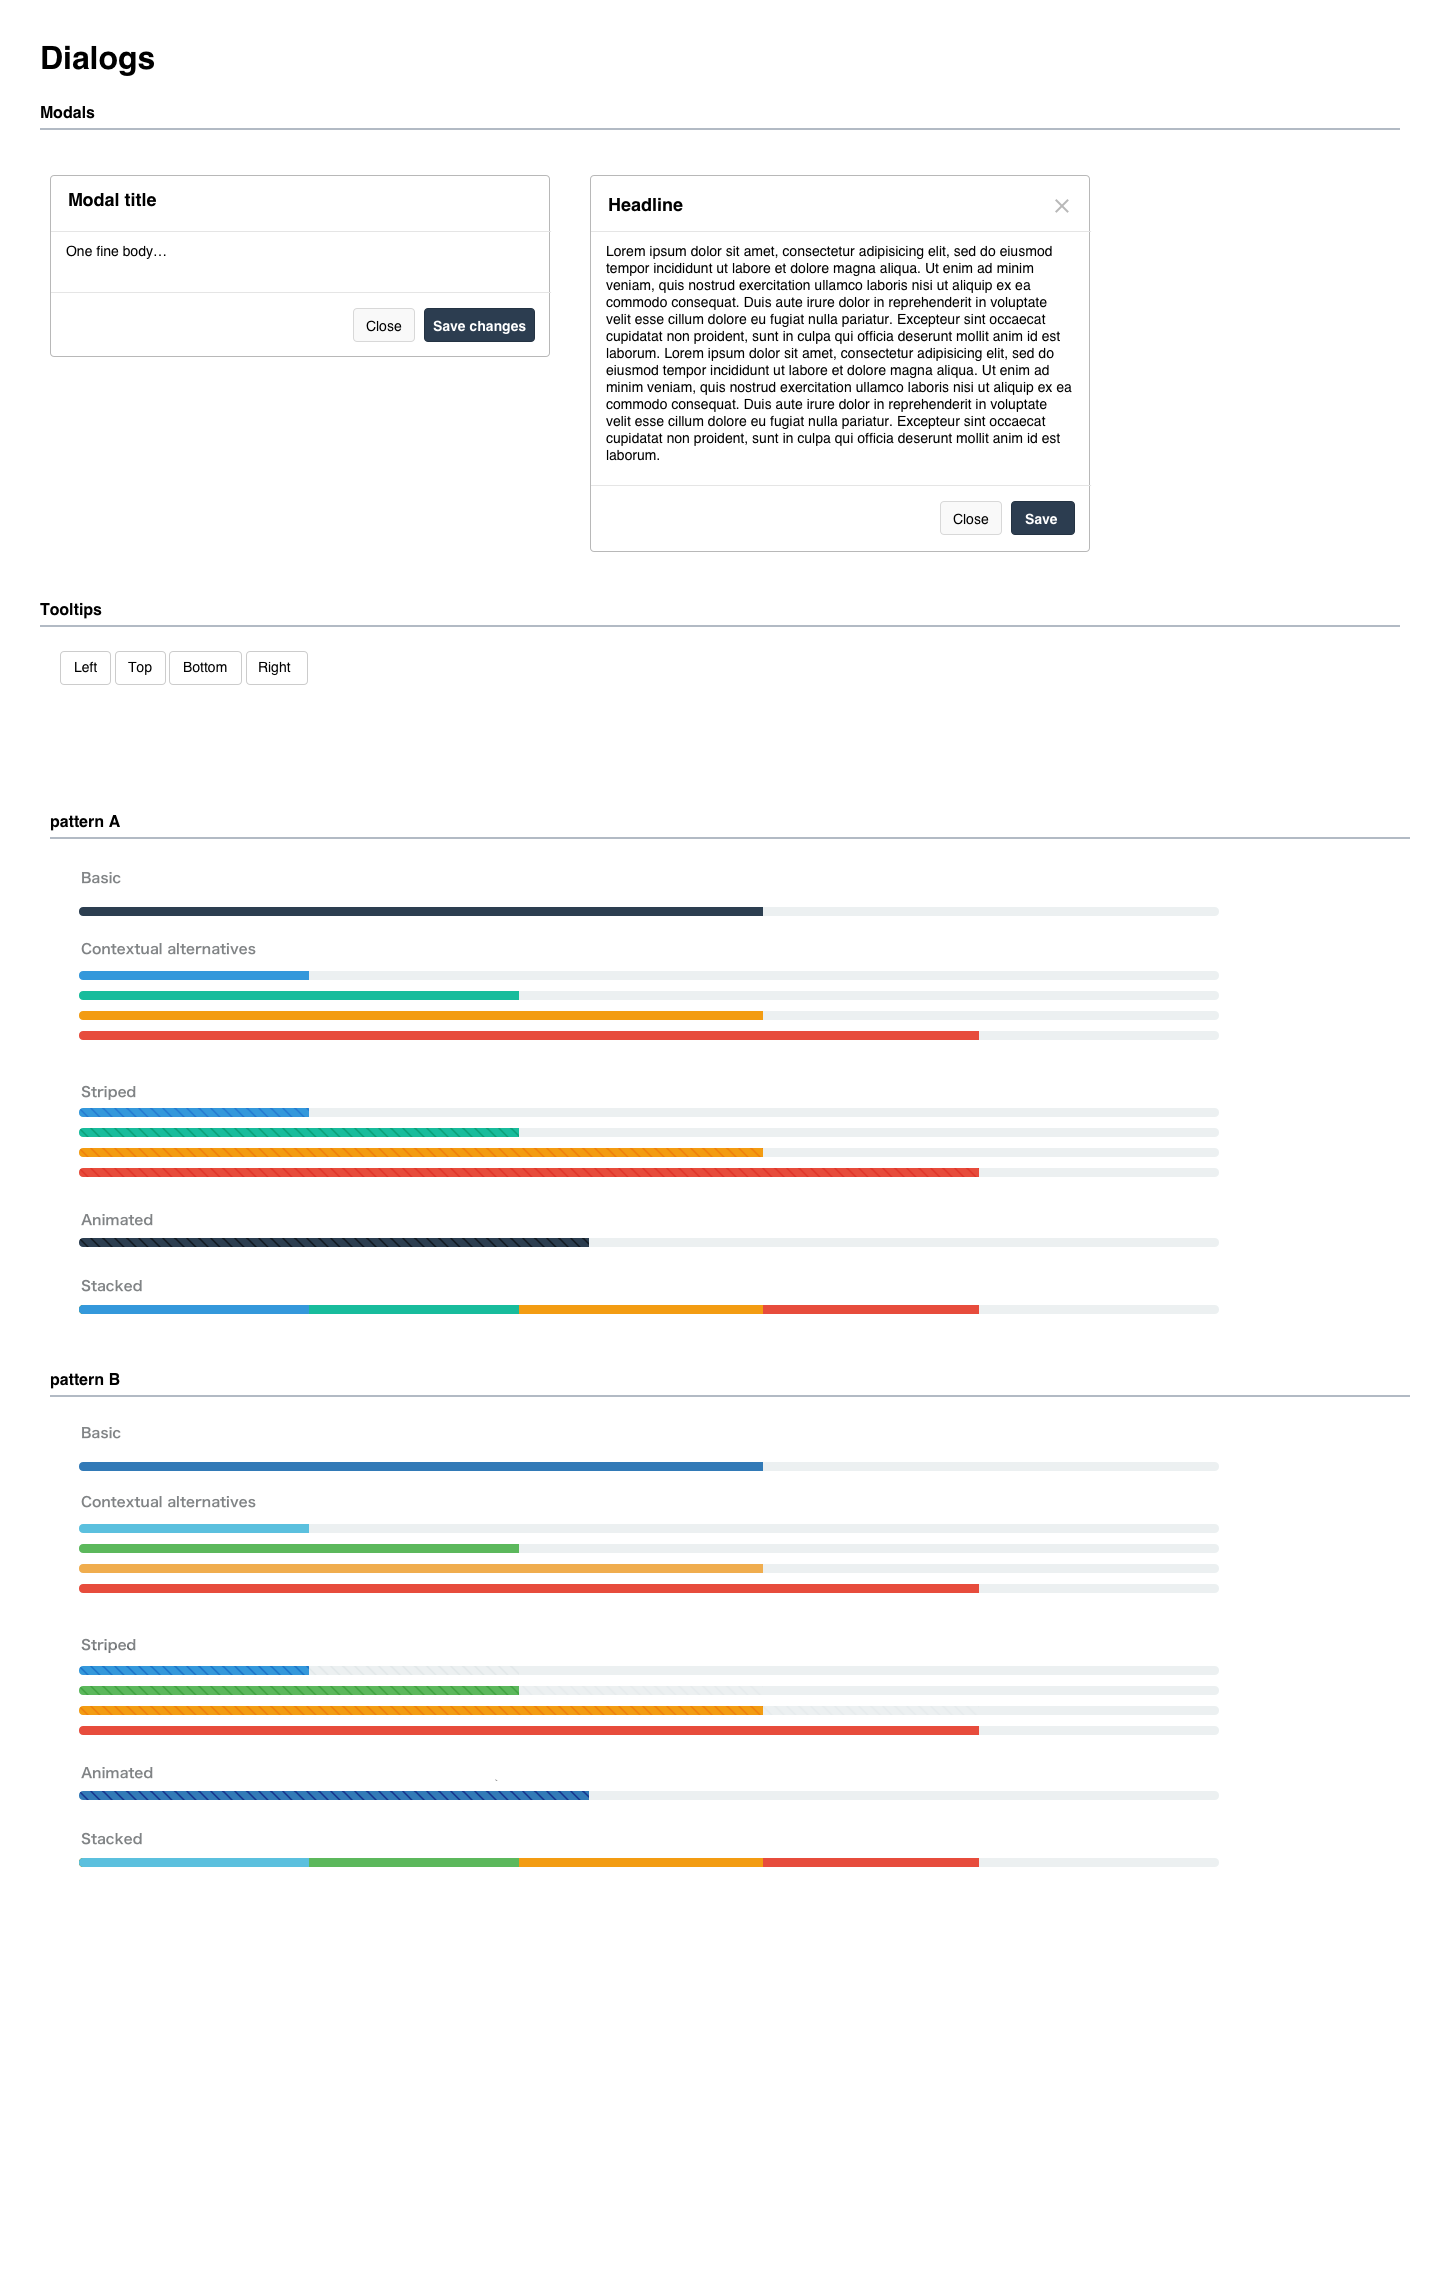 Dialogs
Modals
Modal title
One fine body…
Close
Save changes
Headline
Lorem ipsum dolor sit amet, consectetur adipisicing elit, sed do eiusmod
tempor incididunt ut labore et dolore magna aliqua. Ut enim ad minim
veniam, quis nostrud exercitation ullamco laboris nisi ut aliquip ex ea
commodo consequat. Duis aute irure dolor in reprehenderit in voluptate
velit esse cillum dolore eu fugiat nulla pariatur. Excepteur sint occaecat
cupidatat non proident, sunt in culpa qui officia deserunt mollit anim id est
laborum. Lorem ipsum dolor sit amet, consectetur adipisicing elit, sed do
eiusmod tempor incididunt ut labore et dolore magna aliqua. Ut enim ad
minim veniam, quis nostrud exercitation ullamco laboris nisi ut aliquip ex ea
commodo consequat. Duis aute irure dolor in reprehenderit in voluptate
velit esse cillum dolore eu fugiat nulla pariatur. Excepteur sint occaecat
cupidatat non proident, sunt in culpa qui officia deserunt mollit anim id est
laborum.
Close
Save
Tooltips
Left
Top
Bottom
Right
pattern A
Basic
Contextual alternatives
Striped
Animated
Stacked
pattern B
Basic
Contextual alternatives
Striped
Animated
Stacked